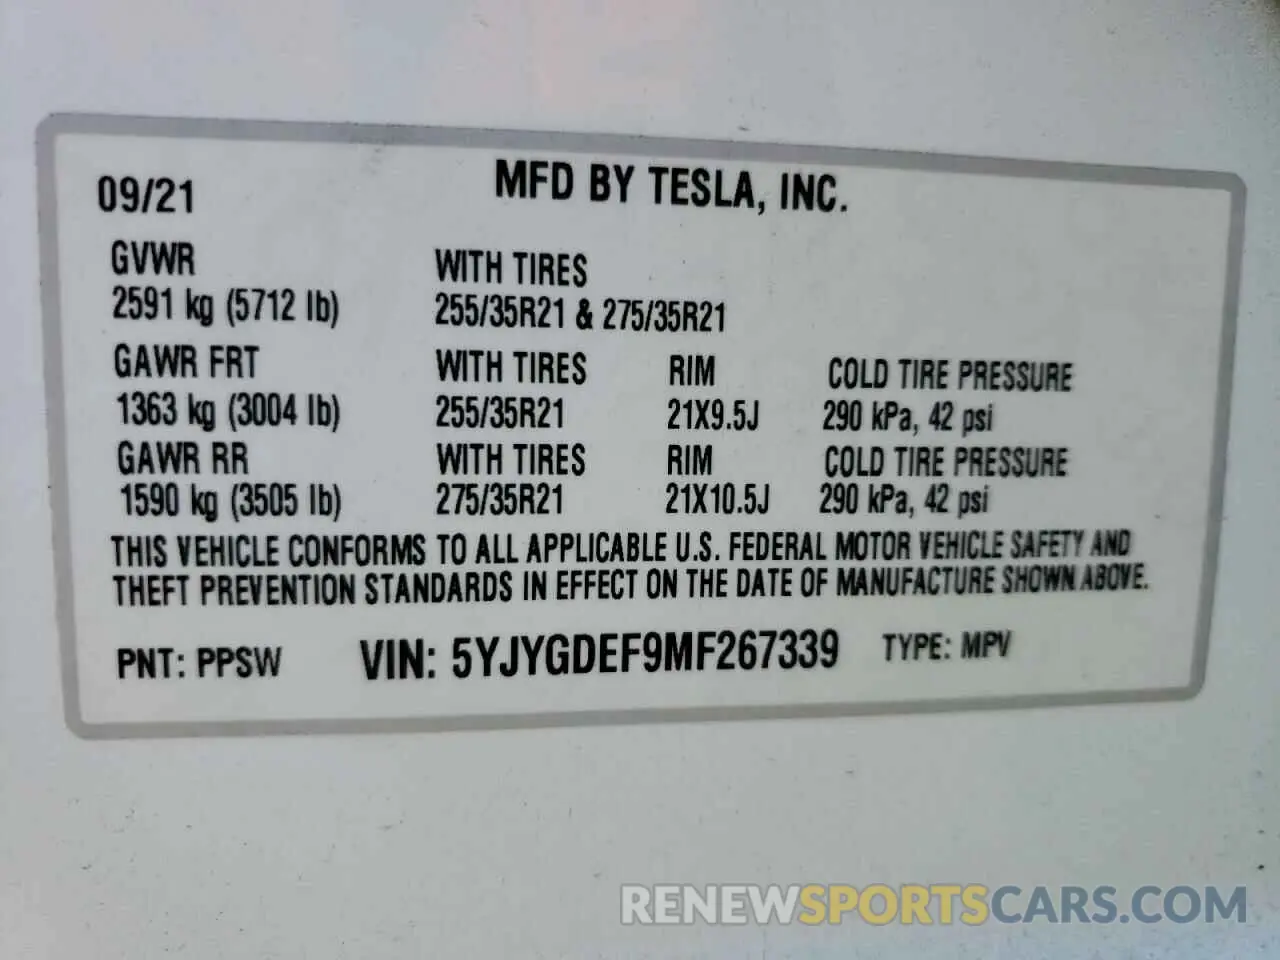 09/21 MFD BY TESLA, INC.
GVWR WITH TIRES
2591 kg (5712 lb) 255/35R21 & 275/35R21
GAWR FRT WITH TIRES RIM COLD TIRE PRESSURE
1363 kg (3004 lb) 255/35R21 21X9.5J 290 kPa, 42 psi
GAWR RR WITH TIRES RIM COLD TIRE PRESSURE
1590 kg (3505 lb) 275/35R21 21X10.5J 290 kPa, 42 psi
THIS VEHICLE CONFORMS TO ALL APPLICABLE U.S. FEDERAL MOTOR VEHICLE SAFETY AND
THEFT PREVENTION STANDARDS IN EFFECT ON THE DATE OF MANUFACTURE SHOWN ABOVE.
PNT: PPSW VIN: 5YJYGDEF9MF267339 TYPE: MPV
RENEWSPORTSCARS.COM